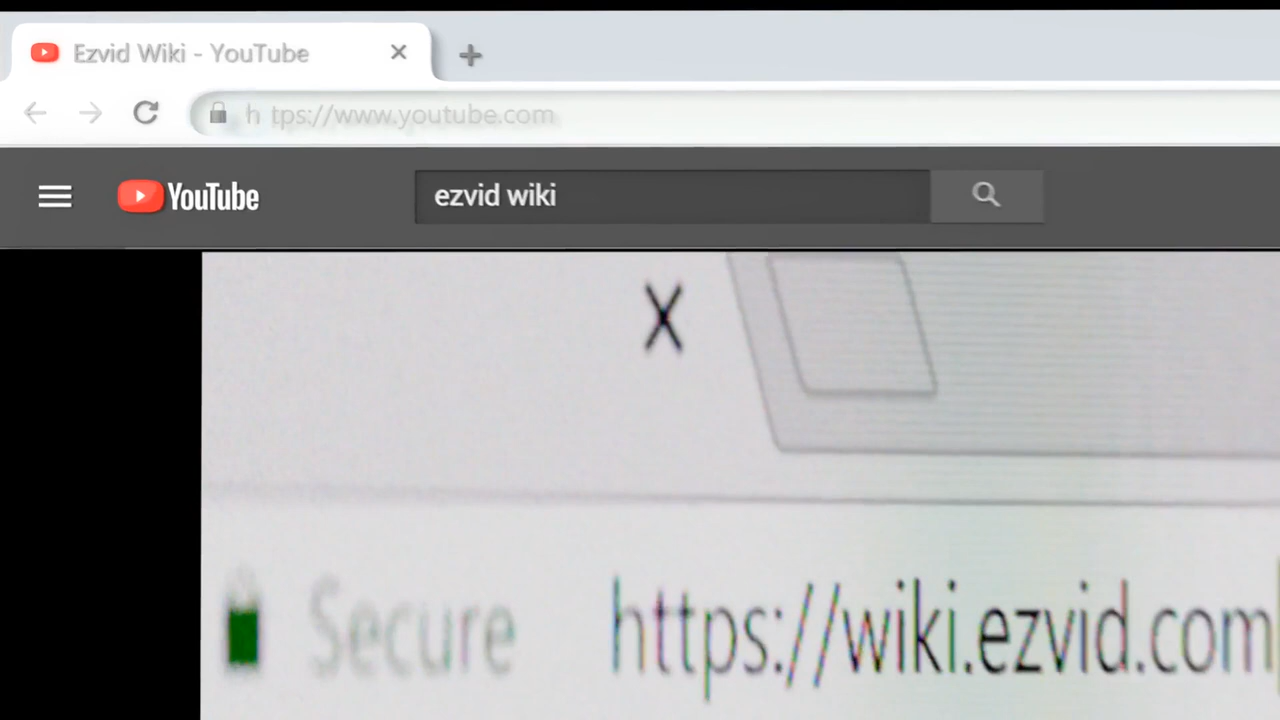 Ezvid Wiki - YouTube
h tps://www.youtube.com
YouTube
ezvid wiki
X
Secure
https://wiki.ezvid.com